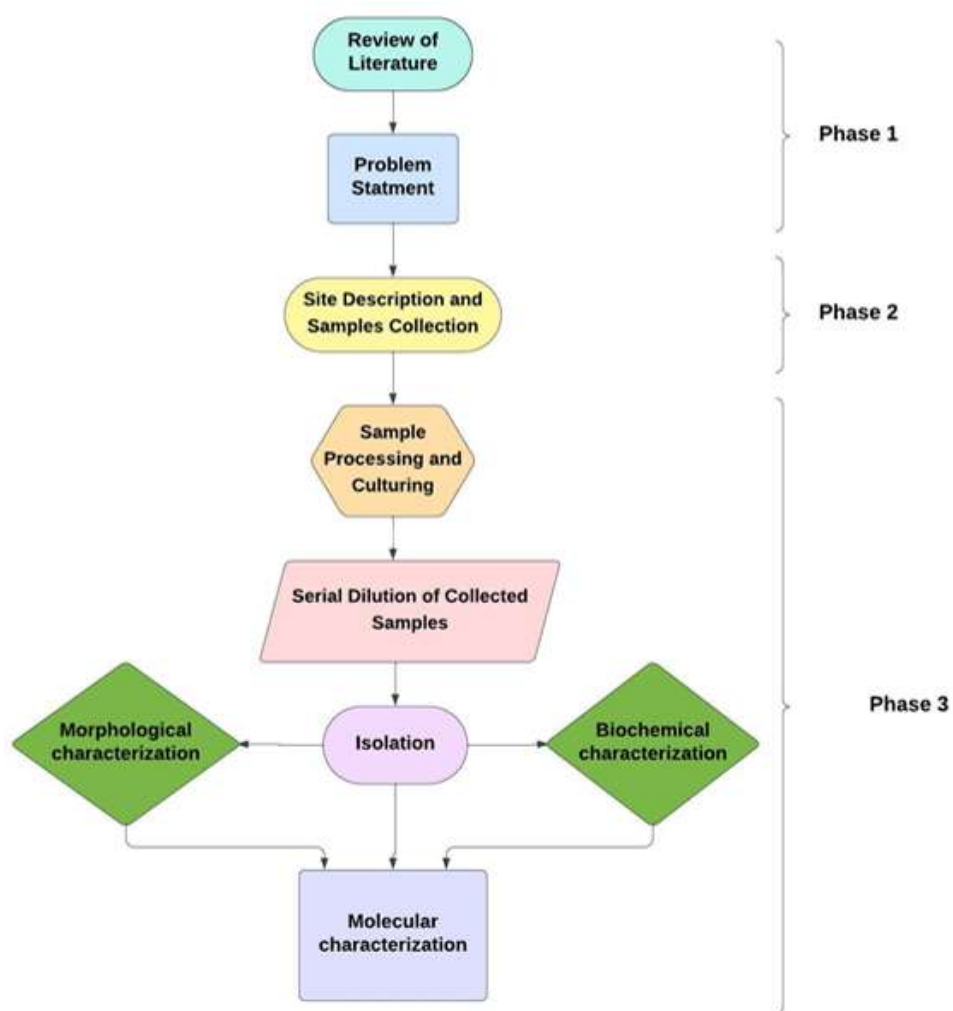 Review of
Literature
Phase 1
Problem
Statment
Site Description and
Samples Collection
Phase 2
Sample
Processing and
Culturing
Serial Dilution of Collected
Samples
Morphological
characterization
Isolation
Biochemical
characterization
Phase 3
Molecular
characterization